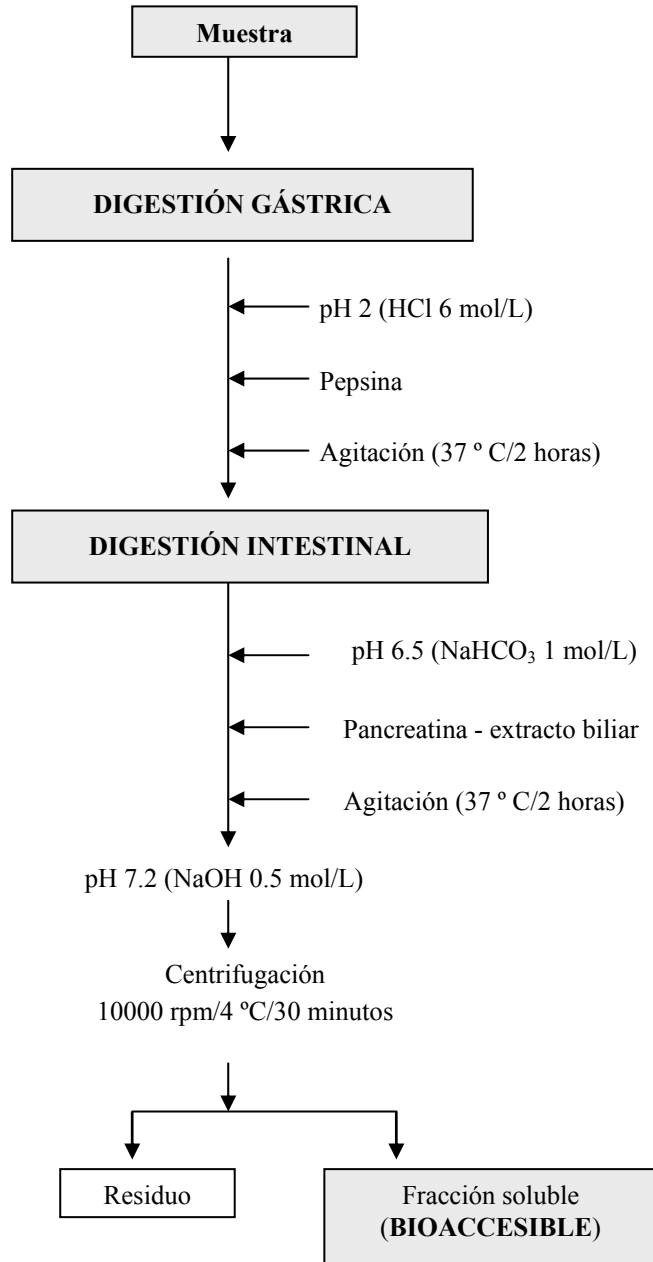 Muestra
DIGESTIÓN GÁSTRICA
pH 2 (HCl 6 mol/L)
Pepsina
Agitación (37 º C/2 horas)
DIGESTIÓN INTESTINAL
pH 6.5 (NaHCO₃ 1 mol/L)
Pancreatina - extracto biliar
Agitación (37 º C/2 horas)
pH 7.2 (NaOH 0.5 mol/L)
Centrifugación
10000 rpm/4 ºC/30 minutos
Residuo
Fracción soluble
(BIOACCESIBLE)